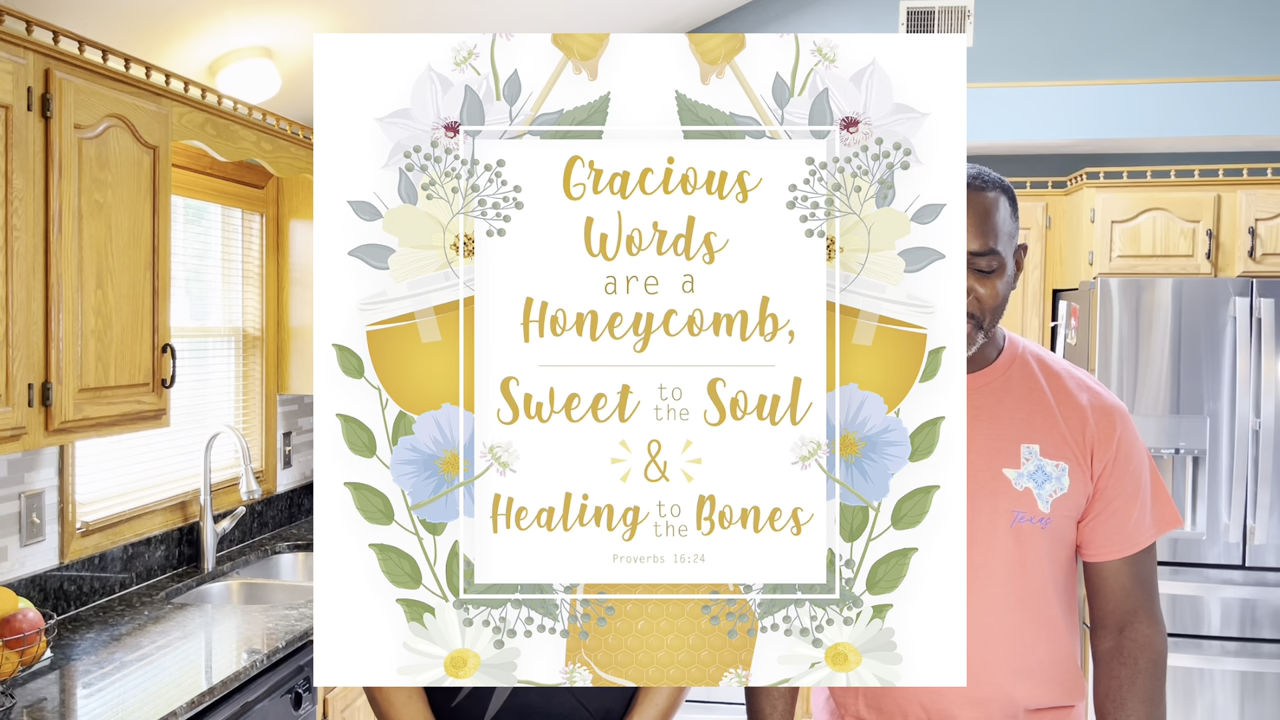 Gracious
Words
are a
Honeycomb,
Sweet to the Soul
&
Healing to the Bones
Proverbs 16:24
Texas